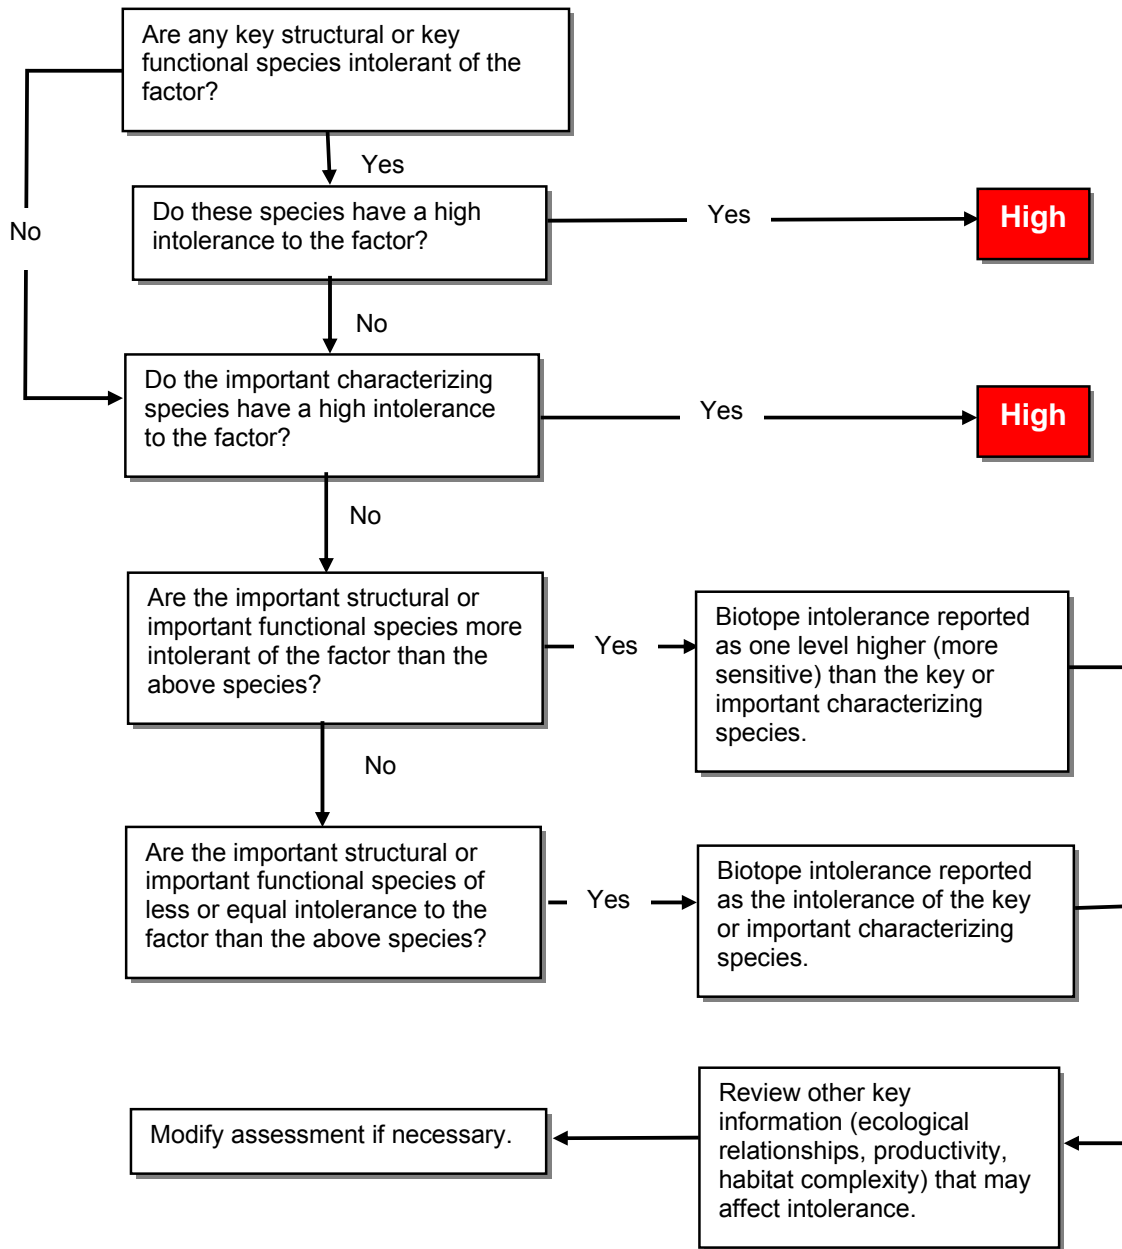 Are any key structural or key
functional species intolerant of the
factor?
Yes
No
Do these species have a high
intolerance to the factor?
Yes
High
No
Do the important characterizing
species have a high intolerance
to the factor?
Yes
High
No
Are the important structural or
important functional species more
intolerant of the factor than the
above species?
Yes
Biotope intolerance reported
as one level higher (more
sensitive) than the key or
important characterizing
species.
No
Are the important structural or
important functional species of
less or equal intolerance to the
factor than the above species?
Yes
Biotope intolerance reported
as the intolerance of the key
or important characterizing
species.
Review other key
information (ecological
relationships, productivity,
habitat complexity) that may
affect intolerance.
Modify assessment if necessary.